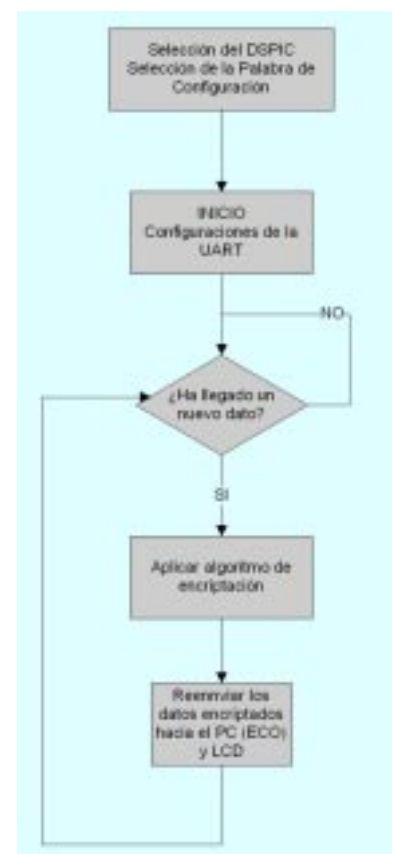 Selección del DSPIC
Selección de la Palabra de
Configuración
INICIO
Configuraciones de la
UART
NO
¿Ha llegado un
nuevo dato?
SI
Aplicar algoritmo de
encriptación
Reenviar los
datos encriptados
hacia el PC (ECO)
y LCD